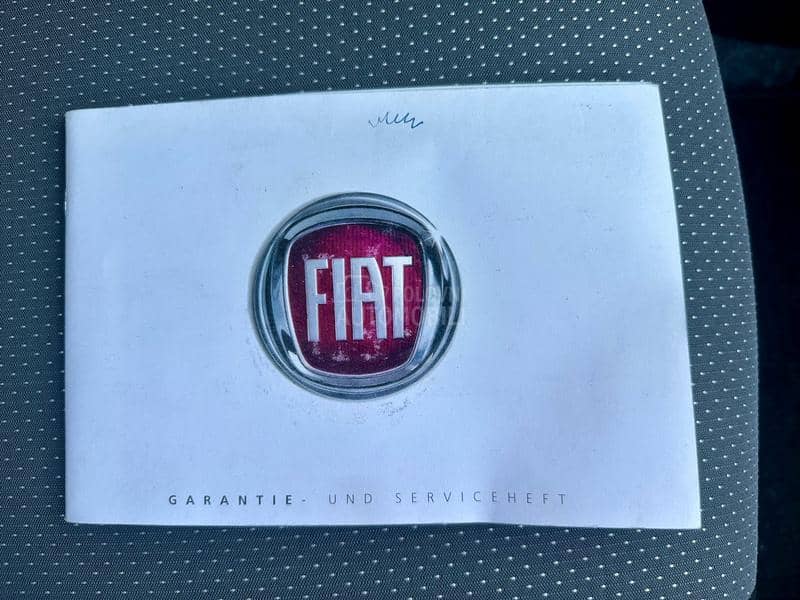 FIAT
GARANTIE- UND SERVICEHEFT